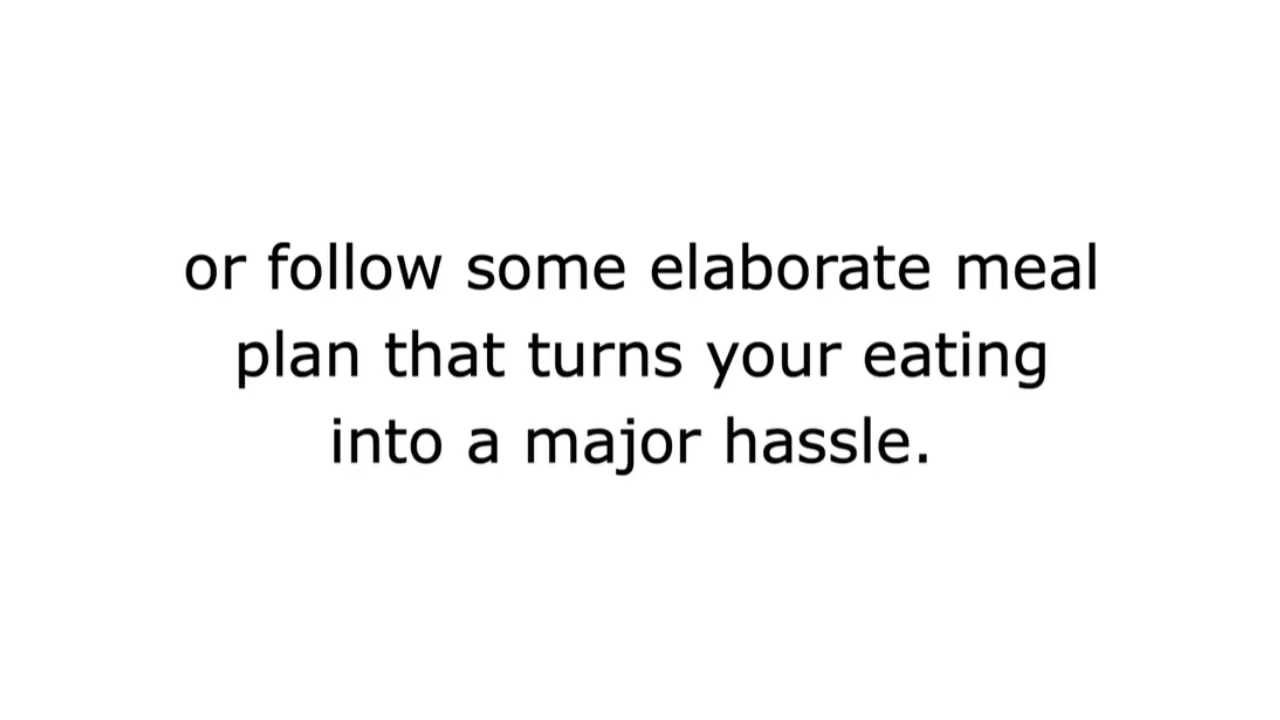 or follow some elaborate meal
plan that turns your eating
into a major hassle.